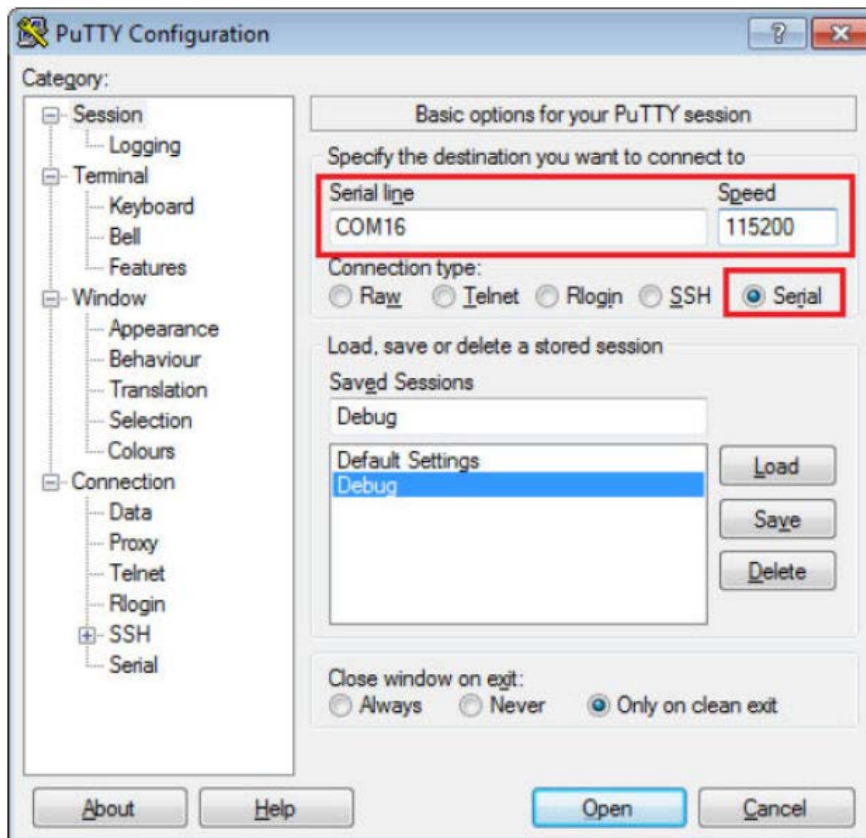 PuTTY Configuration
Category:
Session
Logging
Terminal
Keyboard
Bell
Features
Window
Appearance
Behaviour
Translation
Selection
Colours
Connection
Data
Proxy
Telnet
Rlogin
SSH
Serial
Basic options for your PuTTY session
Specify the destination you want to connect to
Serial line Speed
COM16 115200
Connection type:
Raw Telnet Rlogin SSH Serial
Load, save or delete a stored session
Saved Sessions
Debug
Default Settings
Debug
Load
Save
Delete
Close window on exit:
Always Never Only on clean exit
About Help Open Cancel